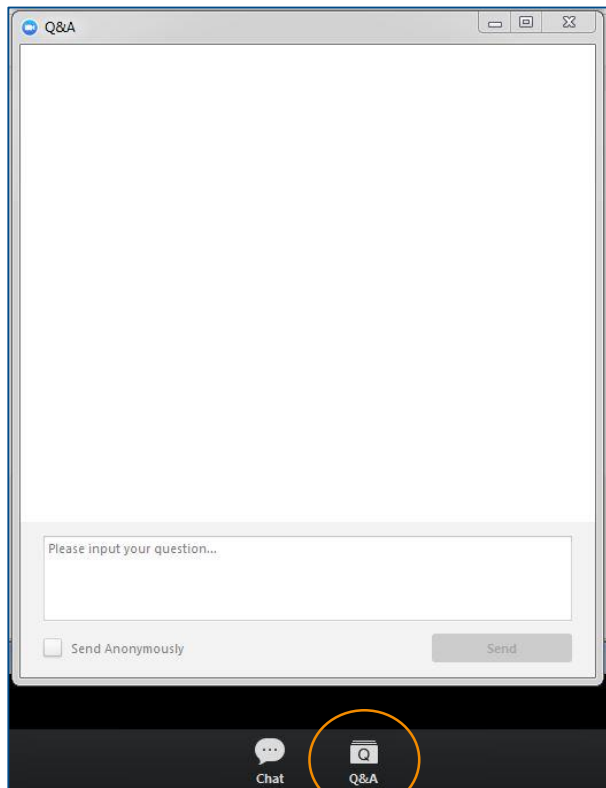 Q&A
Please input your question...
Send Anonymously
Send
Q
Chat
Q&A